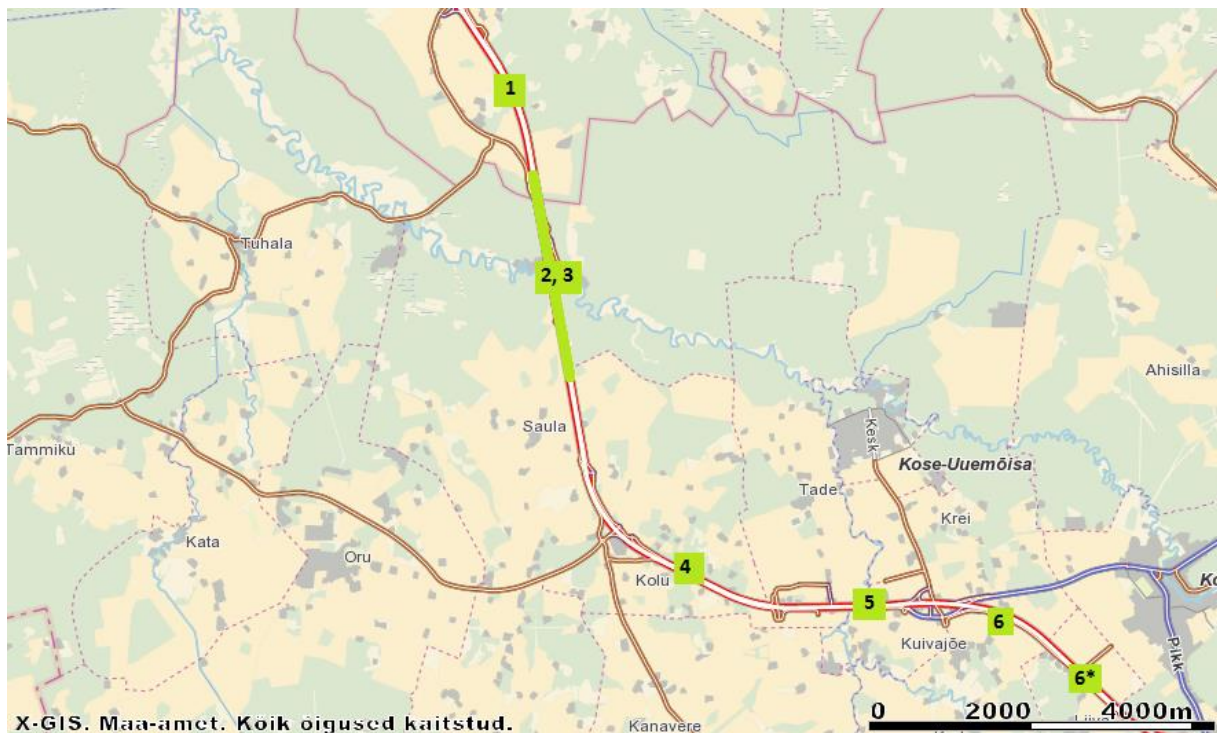 1
Tuhala
2, 3
Ahisilla
Saula
Kesk
Tammiku
Kose-Uuemõisa
Tade
Krei
Kata
Oru
Kolu
4
5
6
Kuivajõe
Pikk
6*
0 2000 4000m
X-GIS. Maa-amet. Kõik õigused kaitstud.
Kanavere